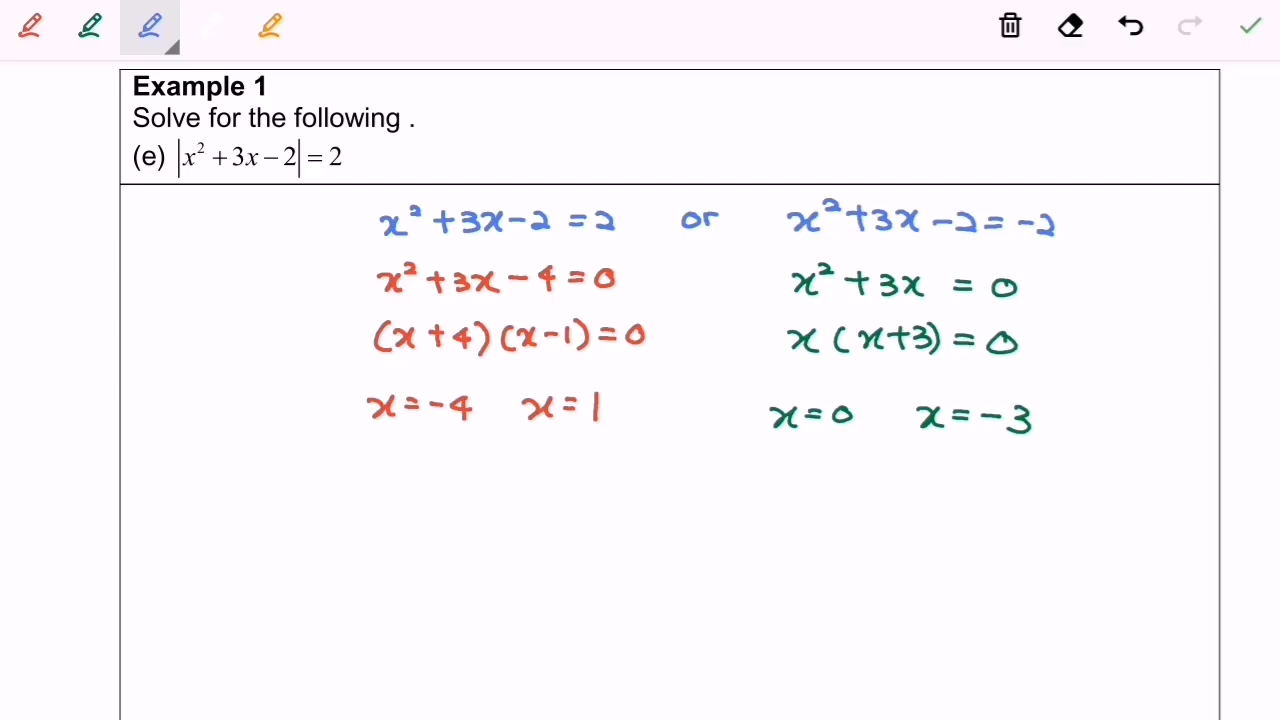 Example 1
Solve for the following .
(e) |x² + 3x − 2| = 2
x² + 3x − 2 = 2 or x² + 3x − 2 = −2
x² + 3x − 4 = 0 x² + 3x = 0
(x + 4) (x − 1) = 0 x (x + 3) = 0
x = −4 x = 1 x = 0 x = −3